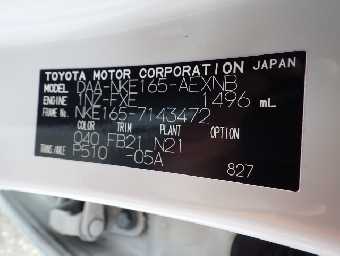 TOYOTA MOTOR CORPORATION JAPAN
MODEL DAA-NKE165-AEXNB
ENGINE 1NZ-FXE 1496 mL
FRAME No. NKE165-7143472
COLOR TRIM PLANT OPTION
040 FB21 N21
TRANS/AXLE P510 -05A
827